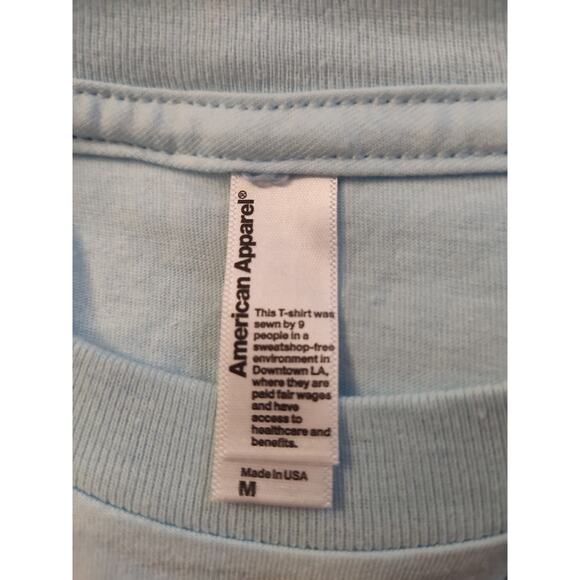 American Apparel®
This T-shirt was
sewn by 9
people in a
sweatshop-free
environment in
Downtown LA,
where they are
paid fair wages
and have
access to
healthcare and
benefits.
Made in USA
M